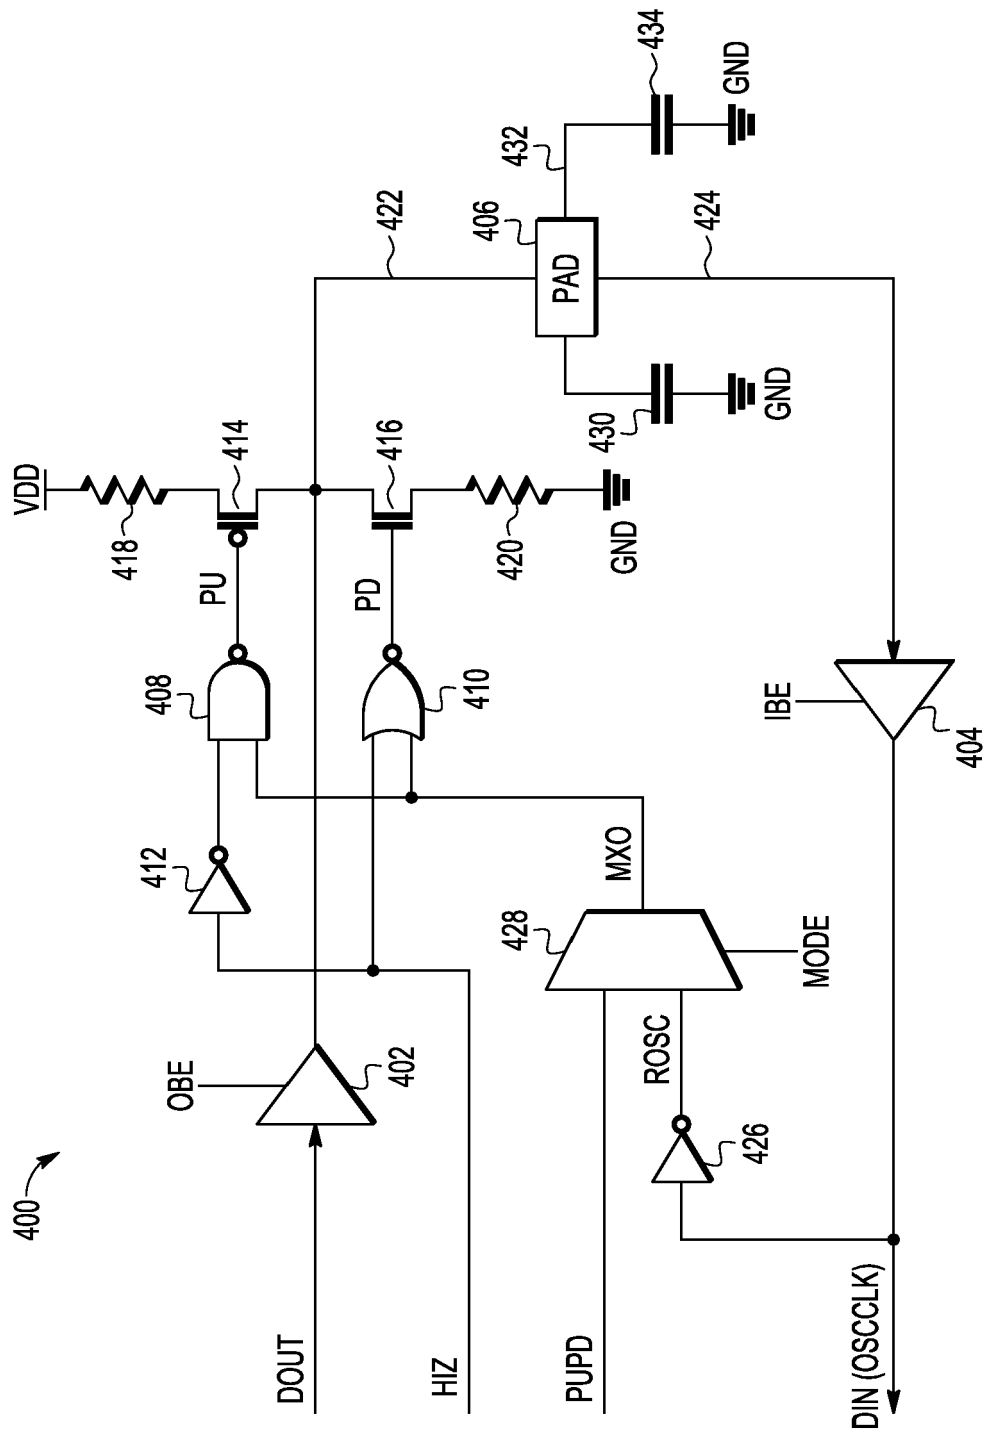 400
DOUT
OBE
402
HIZ
412
408
PU
414
418
VDD
410
PD
416
420
GND
422
PAD
406
432
434
GND
430
GND
424
PUPD
ROSC
426
428
MODE
MXO
IBE
404
DIN (OSCCLK)